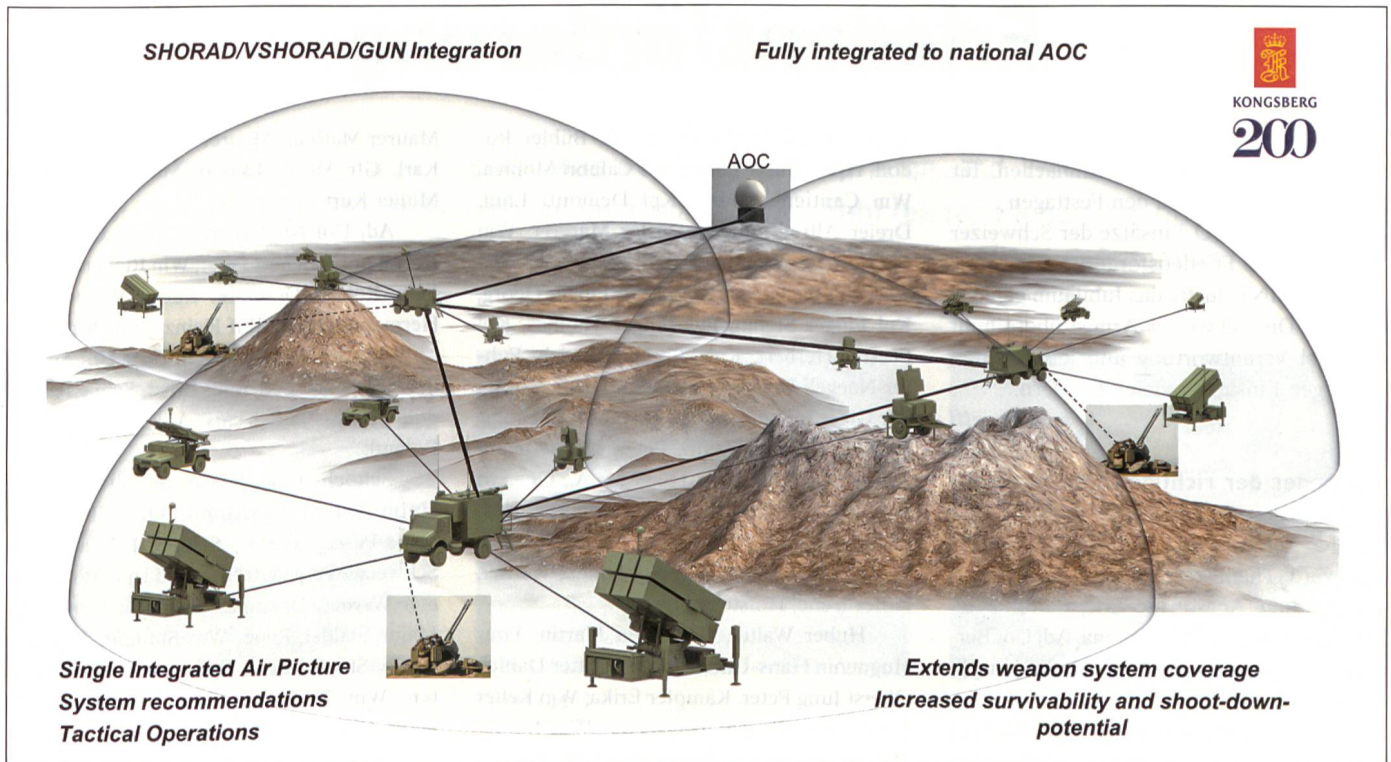 SHORAD/VSHORAD/GUN Integration
Fully integrated to national AOC
KONGSBERG
200
AOC
Single Integrated Air Picture
System recommendations
Tactical Operations
Extends weapon system coverage
Increased survivability and shoot-down-
potential